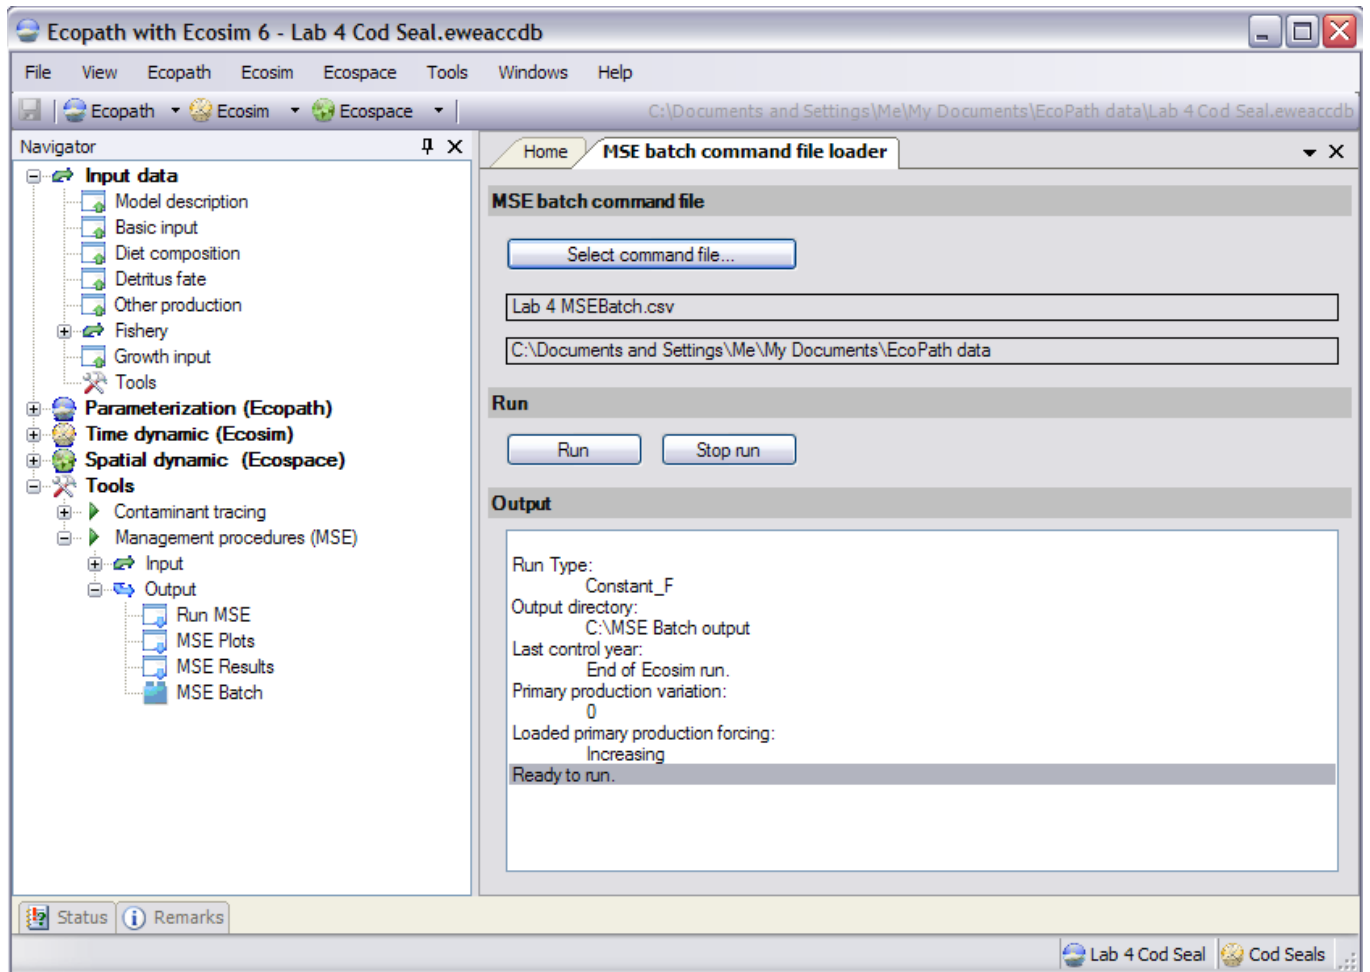 Ecopath with Ecosim 6 - Lab 4 Cod Seal.eweaccdb
File View Ecopath Ecosim Ecospace Tools Windows Help
Ecopath Ecosim Ecospace C:\Documents and Settings\Me\My Documents\EcoPath data\Lab 4 Cod Seal.eweaccdb
Navigator
Input data
Model description
Basic input
Diet composition
Detritus fate
Other production
Fishery
Growth input
Tools
Parameterization (Ecopath)
Time dynamic (Ecosim)
Spatial dynamic (Ecospace)
Tools
Contaminant tracing
Management procedures (MSE)
Input
Output
Run MSE
MSE Plots
MSE Results
MSE Batch
Home MSE batch command file loader
MSE batch command file
Select command file...
Lab 4 MSEBatch.csv
C:\Documents and Settings\Me\My Documents\EcoPath data
Run
Run Stop run
Output
Run Type:
Constant_F
Output directory:
C:\MSE Batch output
Last control year:
End of Ecosim run.
Primary production variation:
0
Loaded primary production forcing:
Increasing
Ready to run.
Status Remarks
Lab 4 Cod Seal Cod Seals